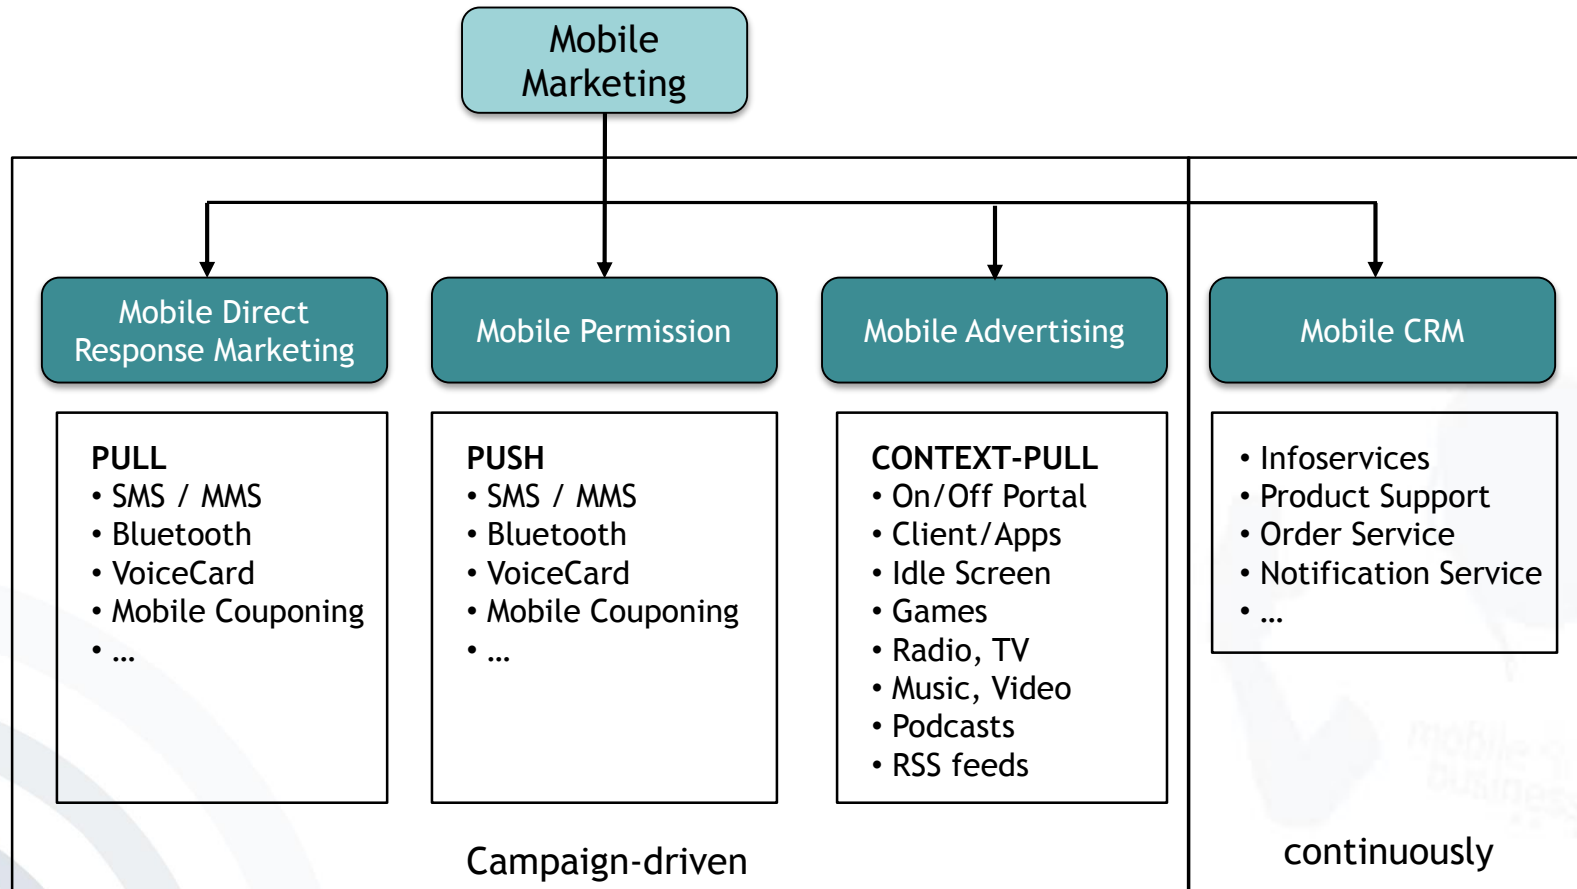 Mobile
Marketing
Mobile Direct
Response Marketing
Mobile Permission
Mobile Advertising
Mobile CRM
PULL
• SMS / MMS
• Bluetooth
• VoiceCard
• Mobile Couponing
• ...
PUSH
• SMS / MMS
• Bluetooth
• VoiceCard
• Mobile Couponing
• ...
CONTEXT-PULL
• On/Off Portal
• Client/Apps
• Idle Screen
• Games
• Radio, TV
• Music, Video
• Podcasts
• RSS feeds
• Infoservices
• Product Support
• Order Service
• Notification Service
• ...
Campaign-driven
continuously
mobile
business